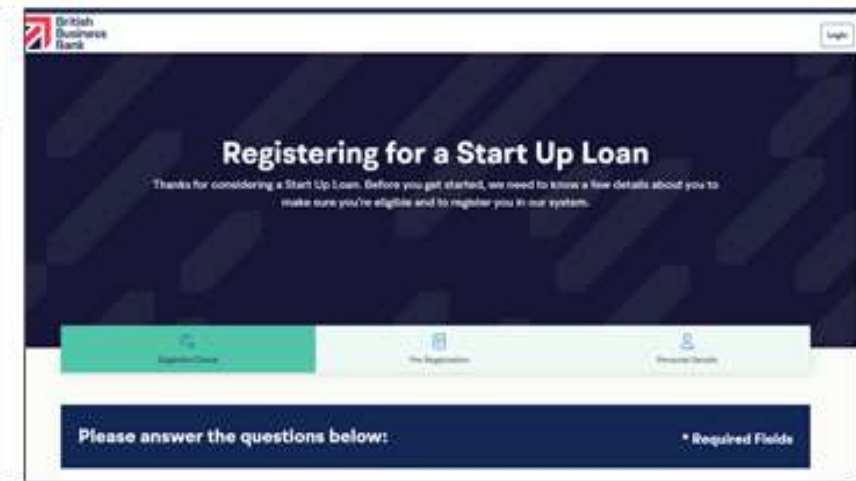 British
Business
Bank
Login
Registering for a Start Up Loan
Thanks for considering a Start Up Loan. Before you get started, we need to know a few details about you to
make sure you're eligible and to register you in our system.
Eligibility Check
Pre Registration
Personal Details
Please answer the questions below:
* Required Fields